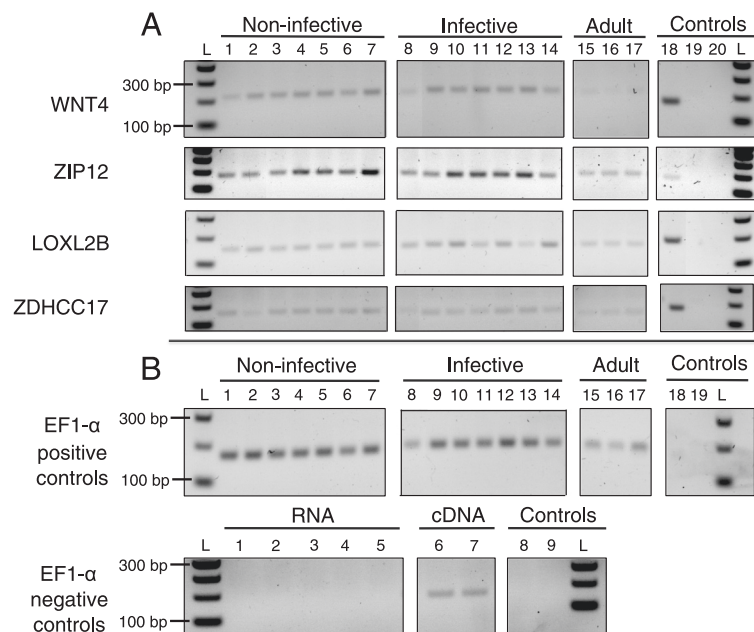 A
Non-infective Infective Adult Controls
L 1 2 3 4 5 6 7 8 9 10 11 12 13 14 15 16 17 18 19 20 L
300 bp
WNT4
100 bp
ZIP12
LOXL2B
ZDHCC17
B
Non-infective Infective Adult Controls
L 1 2 3 4 5 6 7 8 9 10 11 12 13 14 15 16 17 18 19 L
300 bp
EF1-α
positive
controls
100 bp
RNA cDNA Controls
L 1 2 3 4 5 6 7 8 9 L
300 bp
EF1-α
negative
controls
100 bp